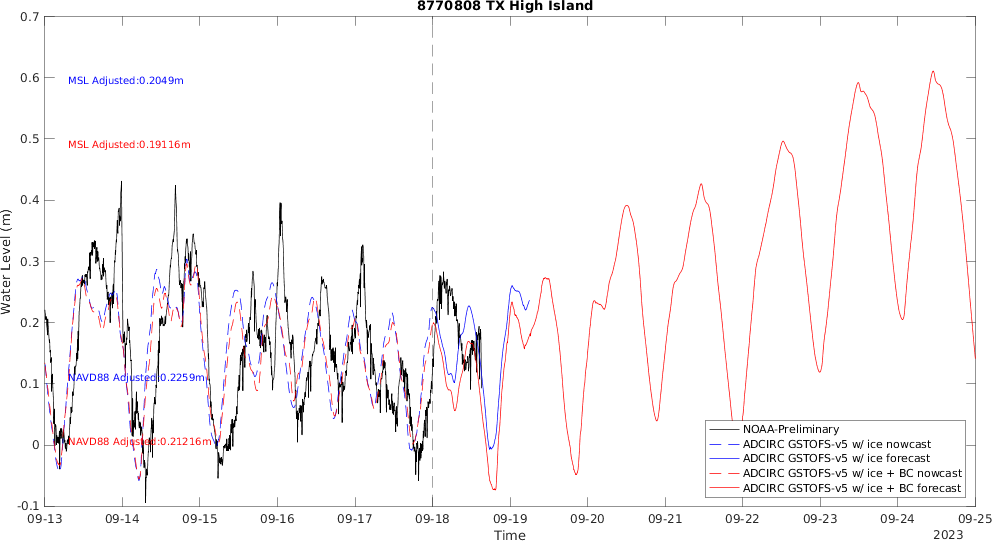 8770808 TX High Island
0.7
0.6
0.5
0.4
0.3
0.2
0.1
0
-0.1
Water Level (m)
MSL Adjusted:0.2049m
MSL Adjusted:0.19116m
NAVD88 Adjusted:0.2259m
NAVD88 Adjusted:0.21216m
NOAA-Preliminary
ADCIRC GSTOFS-v5 w/ ice nowcast
ADCIRC GSTOFS-v5 w/ ice forecast
ADCIRC GSTOFS-v5 w/ ice + BC nowcast
ADCIRC GSTOFS-v5 w/ ice + BC forecast
09-13 09-14 09-15 09-16 09-17 09-18 09-19 09-20 09-21 09-22 09-23 09-24 09-25
Time
2023